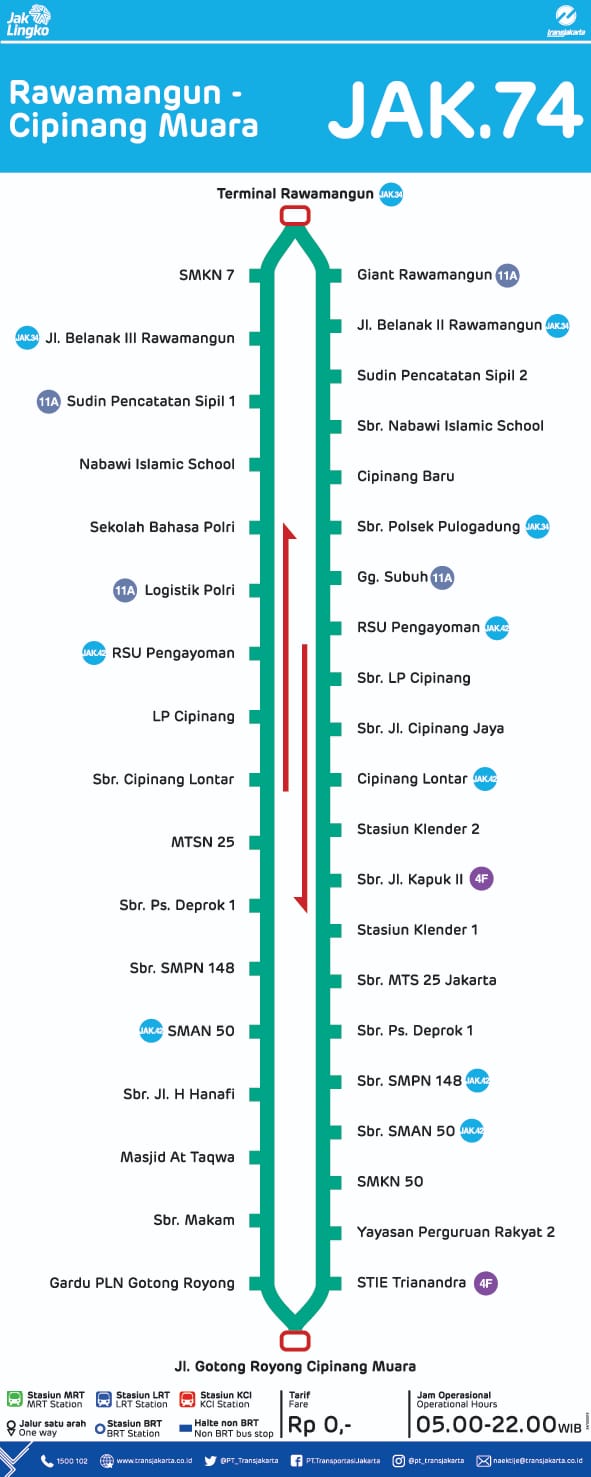 Jak
Lingko
transjakarta
Rawamangun -
Cipinang Muara
JAK.74
Terminal Rawamangun JAK.34
SMKN 7
JAK.34 Jl. Belanak III Rawamangun
11A Sudin Pencatatan Sipil 1
Nabawi Islamic School
Sekolah Bahasa Polri
11A Logistik Polri
JAK.42 RSU Pengayoman
LP Cipinang
Sbr. Cipinang Lontar
MTSN 25
Sbr. Ps. Deprok 1
Sbr. SMPN 148
JAK.42 SMAN 50
Sbr. Jl. H Hanafi
Masjid At Taqwa
Sbr. Makam
Gardu PLN Gotong Royong
Giant Rawamangun 11A
Jl. Belanak II Rawamangun JAK.34
Sudin Pencatatan Sipil 2
Sbr. Nabawi Islamic School
Cipinang Baru
Sbr. Polsek Pulogadung JAK.34
Gg. Subuh 11A
RSU Pengayoman JAK.42
Sbr. LP Cipinang
Sbr. Jl. Cipinang Jaya
Cipinang Lontar JAK.42
Stasiun Klender 2
Sbr. Jl. Kapuk II 4F
Stasiun Klender 1
Sbr. MTS 25 Jakarta
Sbr. Ps. Deprok 1
Sbr. SMPN 148 JAK.42
Sbr. SMAN 50 JAK.42
SMKN 50
Yayasan Perguruan Rakyat 2
STIE Trianandra 4F
Jl. Gotong Royong Cipinang Muara
Stasiun MRT
MRT Station
Stasiun LRT
LRT Station
Stasiun KCI
KCI Station
Jalur satu arah
One way
Stasiun BRT
BRT Station
Halte non BRT
Non BRT bus stop
Tarif
Fare
Rp 0,-
Jam Operasional
Operational Hours
05.00-22.00 WIB
1500 102
www.transjakarta.co.id
@PT_Transjakarta
PT.TransportasiJakarta
@pt_transjakarta
naektije@transjakarta.co.id